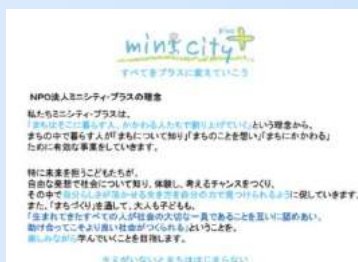 mini city plus
すべてをプラスに変えていこう
NPO法人ミニシティ・プラスの理念
私たちミニシティ・プラスは、
「まちはそこに暮らす人、かかわる人たちで創り上げていく」という理念から、
まちの中で暮らす人が「まちについて知り」「まちのことを想い」「まちにかかわる」
ために有効な事業をしていきます。
特に未来を担うこどもたちが、
自由な発想で社会について知り、体験し、考えるチャンスをつくり、
その中で自分らしさが活かせる生き方を自分の力で見つけられるように促していきます。
また、「まちづくり」を通して、大人も子どもも、
「生まれてきたすべての人が社会の大切な一員であることを互いに認めあい、
助け合ってこそより良い社会がつくられる」ということを、
楽しみながら学んでいくことを目指します。